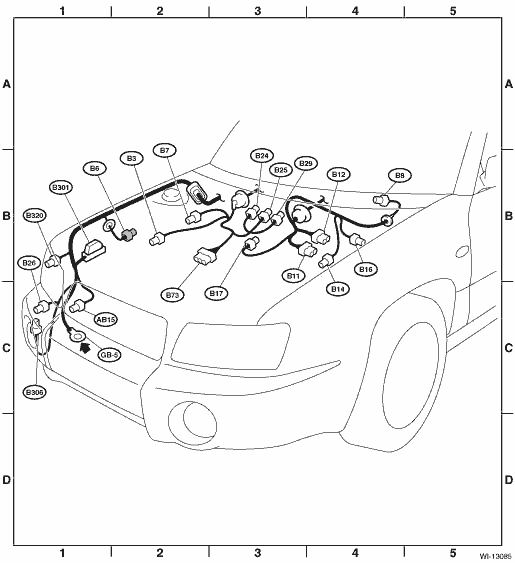 1 2 3 4 5
A A
B7 B24
B3 B25 B29
B6 B12
B301 B8
B320 B B
B26 B73 B17 B11 B14 B16
AB15
C GB-5 C
B306
D D
1 2 3 4 5
WI-13085